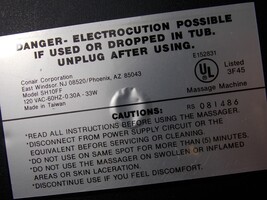 DANGER- ELECTROCUTION POSSIBLE
IF USED OR DROPPED IN TUB.
UNPLUG AFTER USING.
Conair Corporation
East Windsor, NJ 08520/Phoenix, AZ 85043
Model SH10FF
120 VAC-60HZ-0.30A - 33W
Made in Taiwan
E152831
UL
Listed
3F45
Massage Machine
RS 081486
CAUTIONS:
*READ ALL INSTRUCTIONS BEFORE USING THE MASSAGER.
*DISCONNECT FROM POWER SUPPLY CIRCUIT OR THE
EQUIVALENT BEFORE SERVICING OR CLEANING.
*DO NOT USE ON SAME SPOT FOR MORE THAN (5) MINUTES.
*DO NOT USE THE MASSAGER ON SWOLLEN OR INFLAMED
AREAS OR SKIN LACERATION.
*DISCONTINUE USE IF YOU FEEL DISCOMFORT.